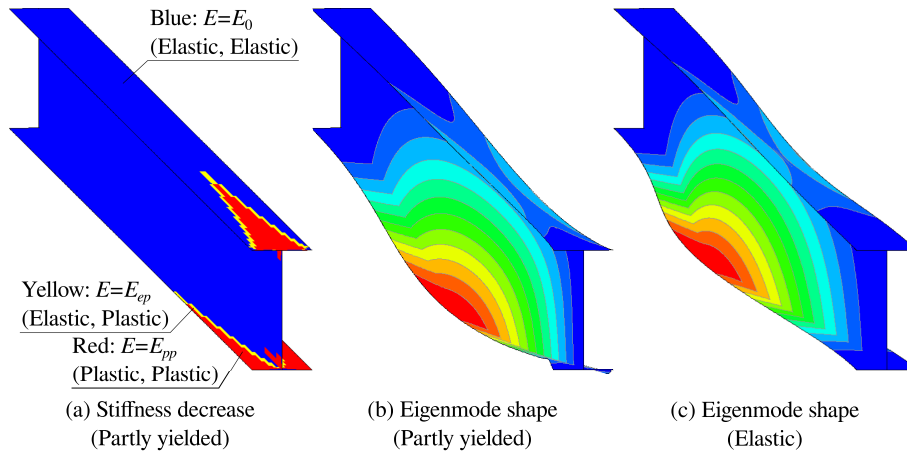 Blue: E=E₀
(Elastic, Elastic)
Yellow: E=Eₑₚ
(Elastic, Plastic)
Red: E=Eₚₚ
(Plastic, Plastic)
(a) Stiffness decrease
(Partly yielded)
(b) Eigenmode shape
(Partly yielded)
(c) Eigenmode shape
(Elastic)